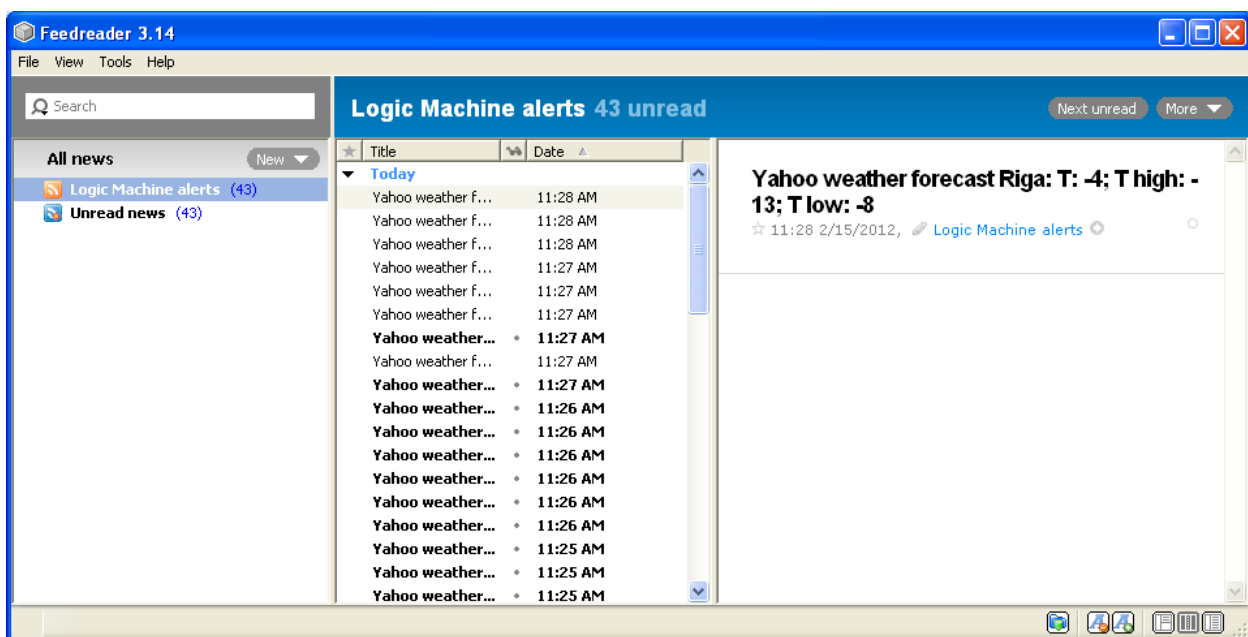 Feedreader 3.14
File View Tools Help
Search
Logic Machine alerts 43 unread
Next unread More
All news New
Logic Machine alerts (43)
Unread news (43)
Title Date
Today
Yahoo weather f... 11:28 AM
Yahoo weather f... 11:28 AM
Yahoo weather f... 11:28 AM
Yahoo weather f... 11:27 AM
Yahoo weather f... 11:27 AM
Yahoo weather f... 11:27 AM
Yahoo weather... 11:27 AM
Yahoo weather f... 11:27 AM
Yahoo weather... 11:27 AM
Yahoo weather... 11:26 AM
Yahoo weather... 11:26 AM
Yahoo weather... 11:26 AM
Yahoo weather... 11:26 AM
Yahoo weather... 11:26 AM
Yahoo weather... 11:26 AM
Yahoo weather... 11:25 AM
Yahoo weather... 11:25 AM
Yahoo weather... 11:25 AM
Yahoo weather forecast Riga: T: -4; T high: -
13; T low: -8
11:28 2/15/2012, Logic Machine alerts